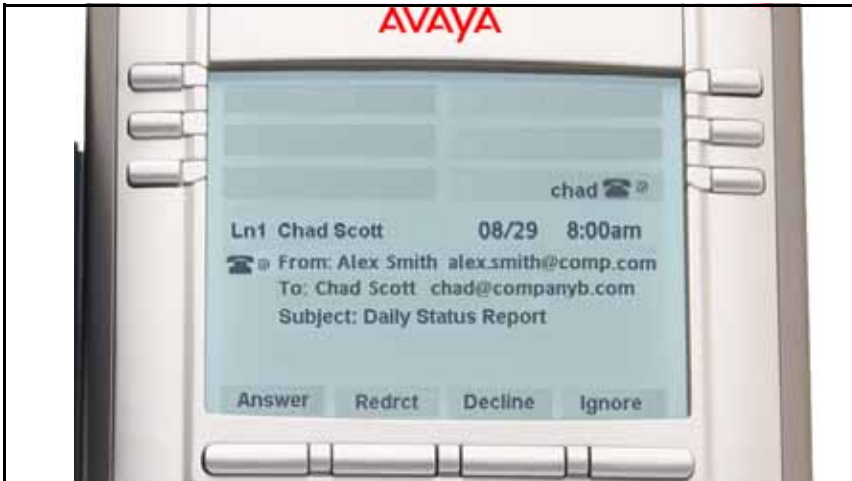 AVAYA
chad
Ln1 Chad Scott 08/29 8:00am
From: Alex Smith alex.smith@comp.com
To: Chad Scott chad@companyb.com
Subject: Daily Status Report
Answer Redrct Decline Ignore